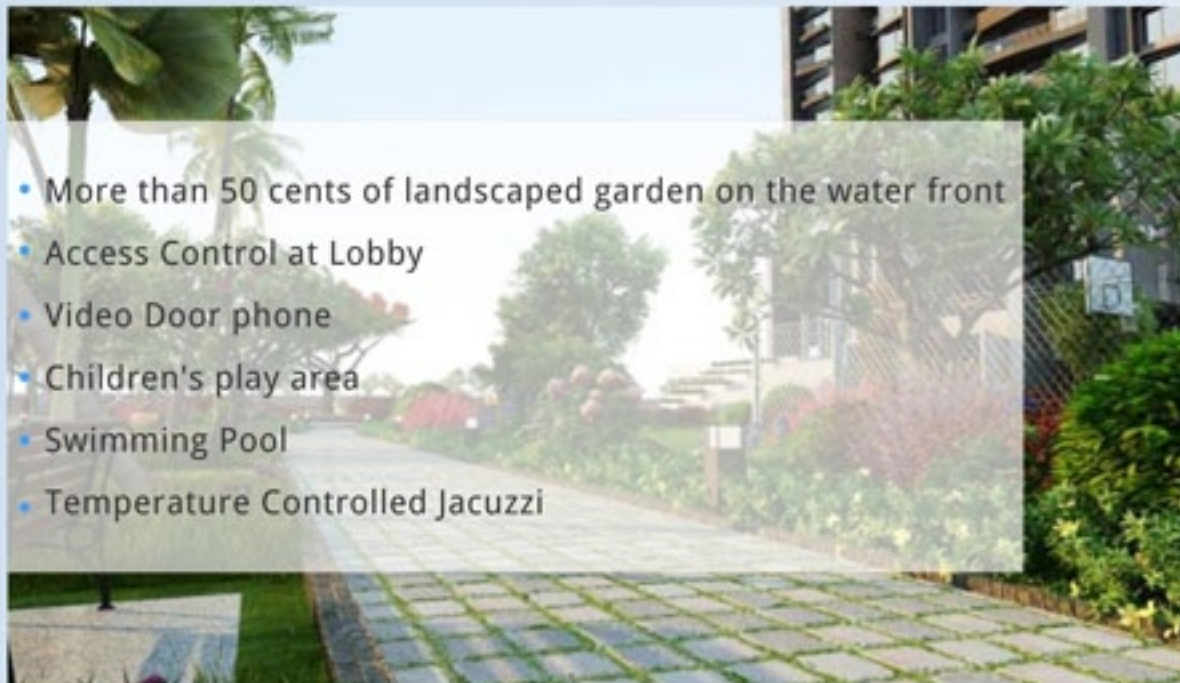 More than 50 cents of landscaped garden on the water front
Access Control at Lobby
Video Door phone
Children's play area
Swimming Pool
Temperature Controlled Jacuzzi
D